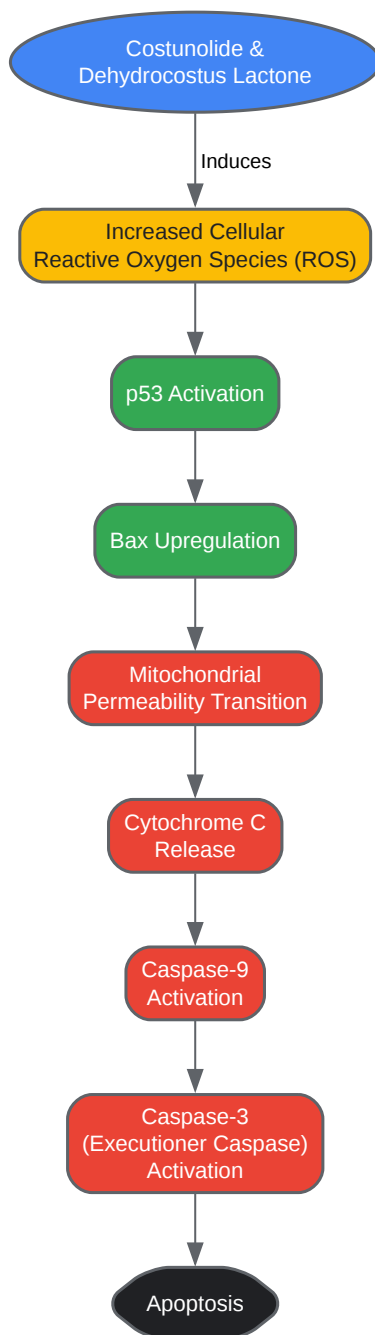 Costunolide &
Dehydrocostus Lactone
Induces
Increased Cellular
Reactive Oxygen Species (ROS)
p53 Activation
Bax Upregulation
Mitochondrial
Permeability Transition
Cytochrome C
Release
Caspase-9
Activation
Caspase-3
(Executioner Caspase)
Activation
Apoptosis